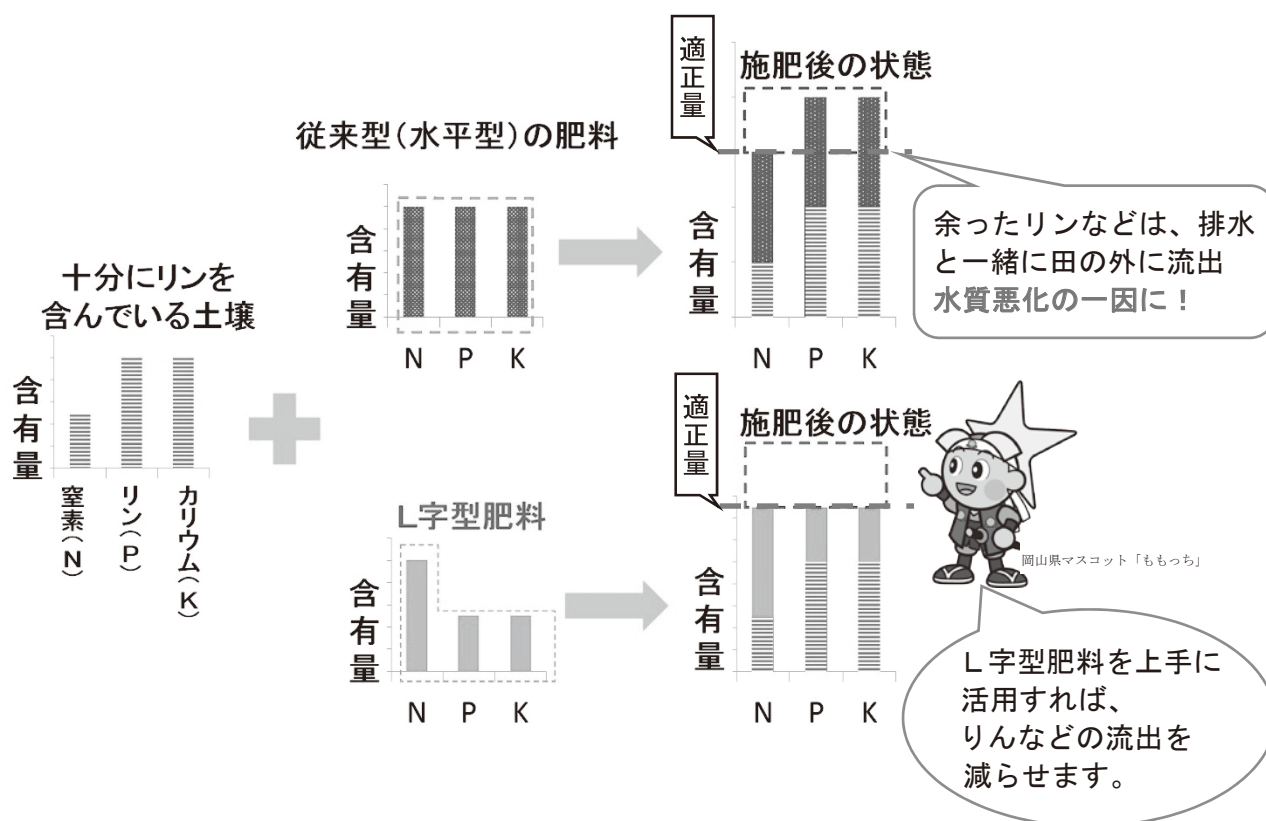 十分にリンを
含んでいる土壌
含有量
窒素(N)
リン(P)
カリウム(K)
従来型(水平型)の肥料
含有量
N P K
L字型肥料
含有量
N P K
適正量
施肥後の状態
含有量
N P K
余ったリンなどは、排水
と一緒に田の外に流出
水質悪化の一因に！
適正量
施肥後の状態
含有量
N P K
岡山県マスコット「ももっち」
L字型肥料を上手に
活用すれば、
りんなどの流出を
減らせます。